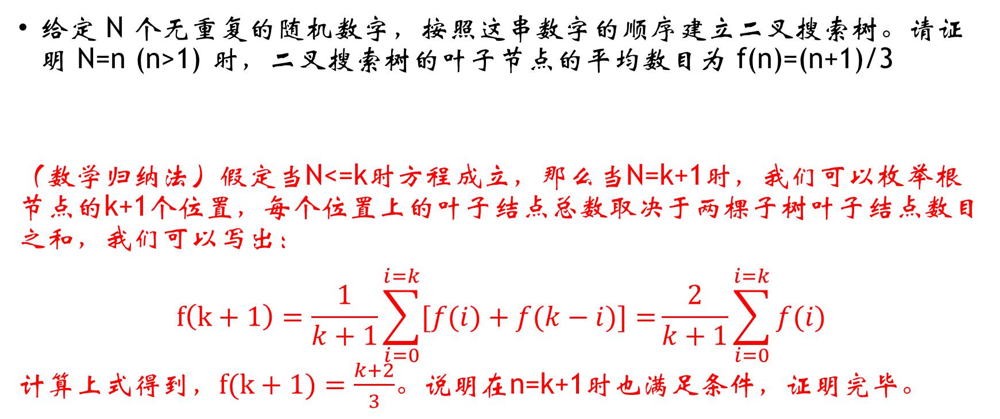 • 给定 N 个无重复的随机数字，按照这串数字的顺序建立二叉搜索树。请证
明 N=n (n>1) 时，二叉搜索树的叶子节点的平均数目为 f(n)=(n+1)/3
（数学归纳法）假定当N<=k时方程成立，那么当N=k+1时，我们可以枚举根
节点的k+1个位置，每个位置上的叶子结点总数取决于两棵子树叶子结点数目
之和，我们可以写出：
f(k + 1) = \frac{1}{k + 1} \sum_{i=0}^{i=k} [f(i) + f(k − i)] = \frac{2}{k + 1} \sum_{i=0}^{i=k} f(i)
计算上式得到，f(k + 1) = \frac{k+2}{3}。说明在n=k+1时也满足条件，证明完毕。